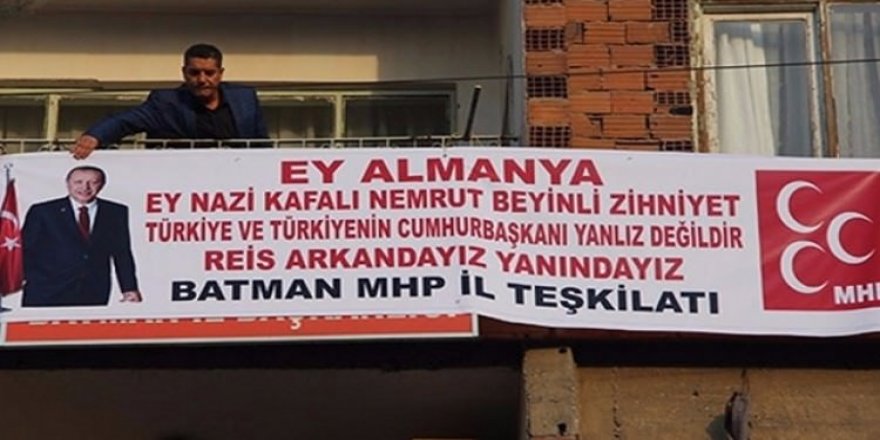 EY ALMANYA
EY NAZİ KAFALI NEMRUT BEYİNLİ ZİHNİYET
TÜRKİYE VE TÜRKİYENİN CUMHURBAŞKANI YANLIZ DEĞİLDİR
REİS ARKANDAYIZ YANINDAYIZ
BATMAN MHP İL TEŞKİLATI
MHP